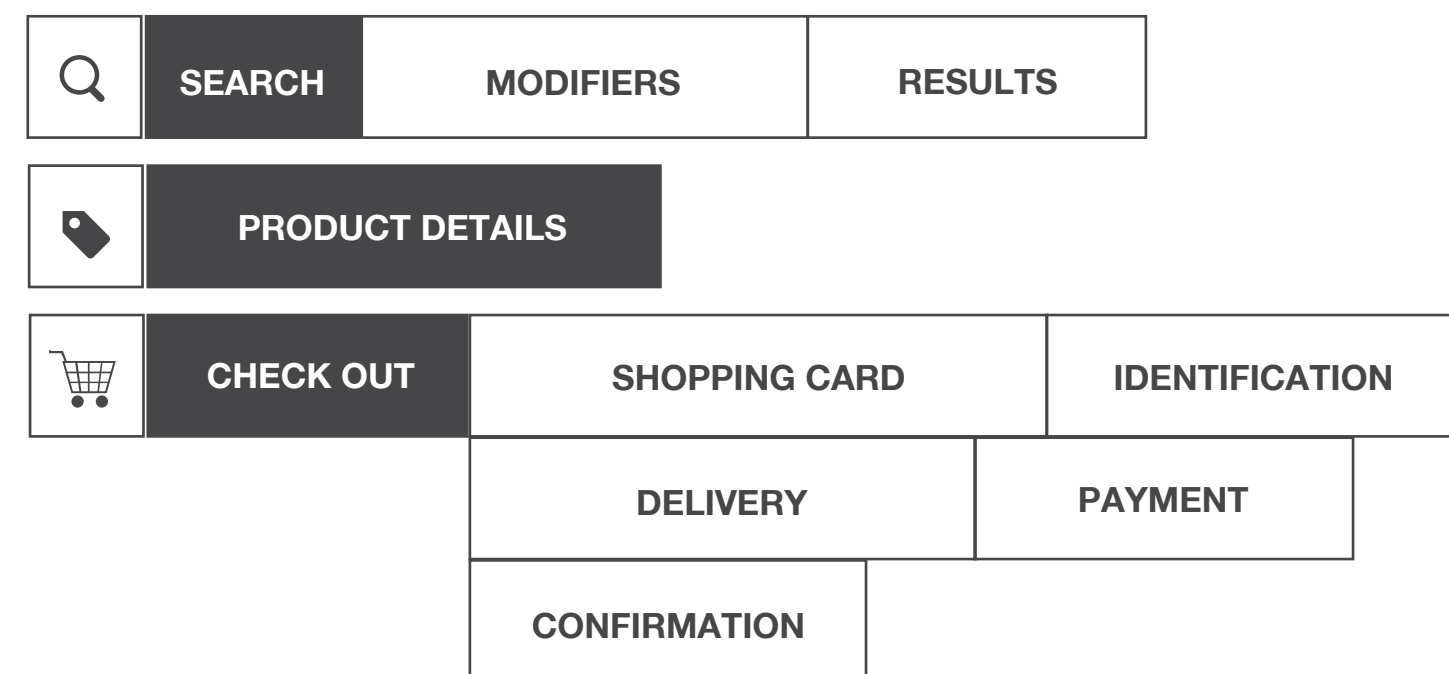 SEARCH MODIFIERS RESULTS
PRODUCT DETAILS
CHECK OUT SHOPPING CARD IDENTIFICATION
DELIVERY PAYMENT
CONFIRMATION